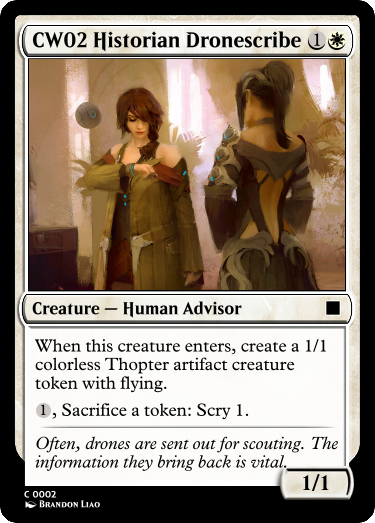 CW02 Historian Dronescribe 1
Creature — Human Advisor
When this creature enters, create a 1/1
colorless Thopter artifact creature
token with flying.
1, Sacrifice a token: Scry 1.
Often, drones are sent out for scouting. The
information they bring back is vital.
1/1
C 0002
Brandon Liao